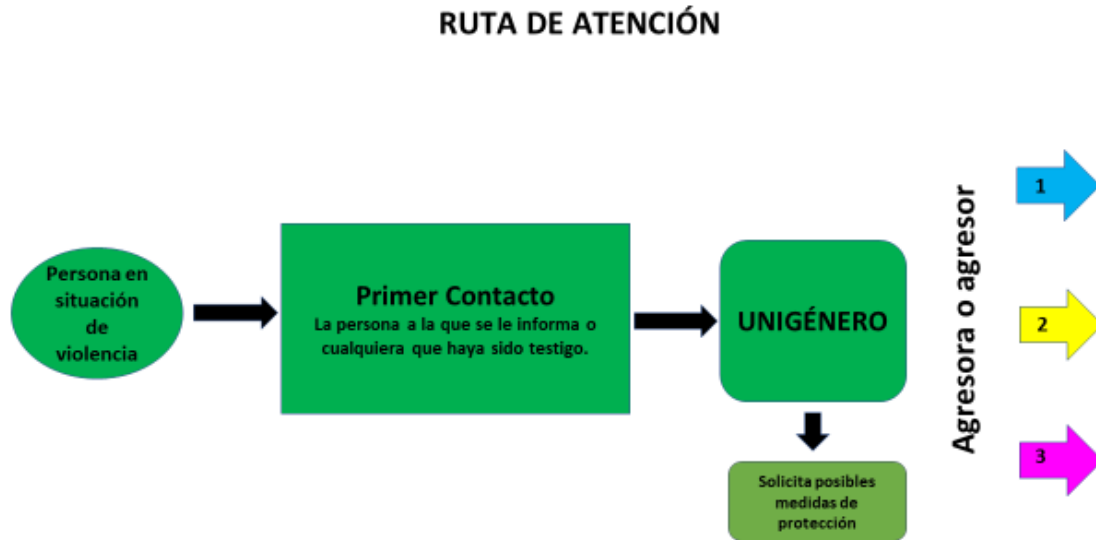 RUTA DE ATENCIÓN
Persona en
situación
de
violencia
Primer Contacto
La persona a la que se le informa o
cualquiera que haya sido testigo.
UNIGÉNERO
Solicita posibles
medidas de
protección
Agresora o agresor
1
2
3